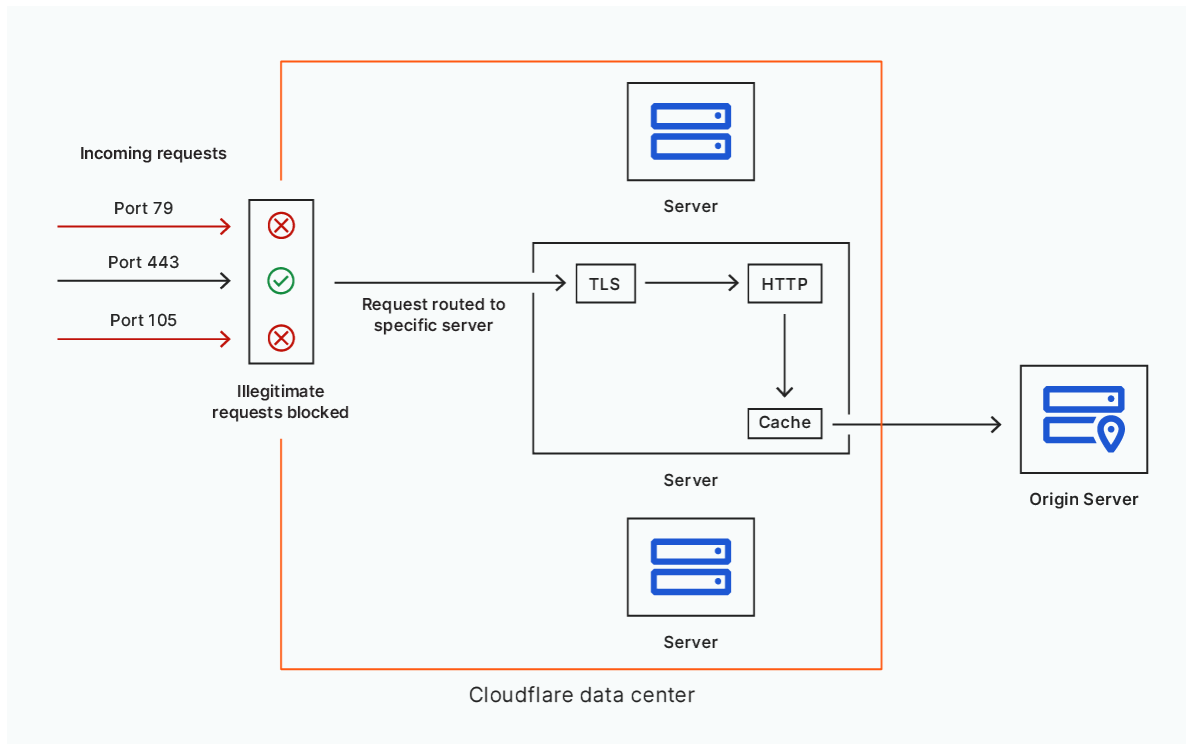 Incoming requests
Port 79
Port 443
Port 105
Illegitimate
requests blocked
Request routed to
specific server
Server
TLS
HTTP
Cache
Server
Server
Origin Server
Cloudflare data center